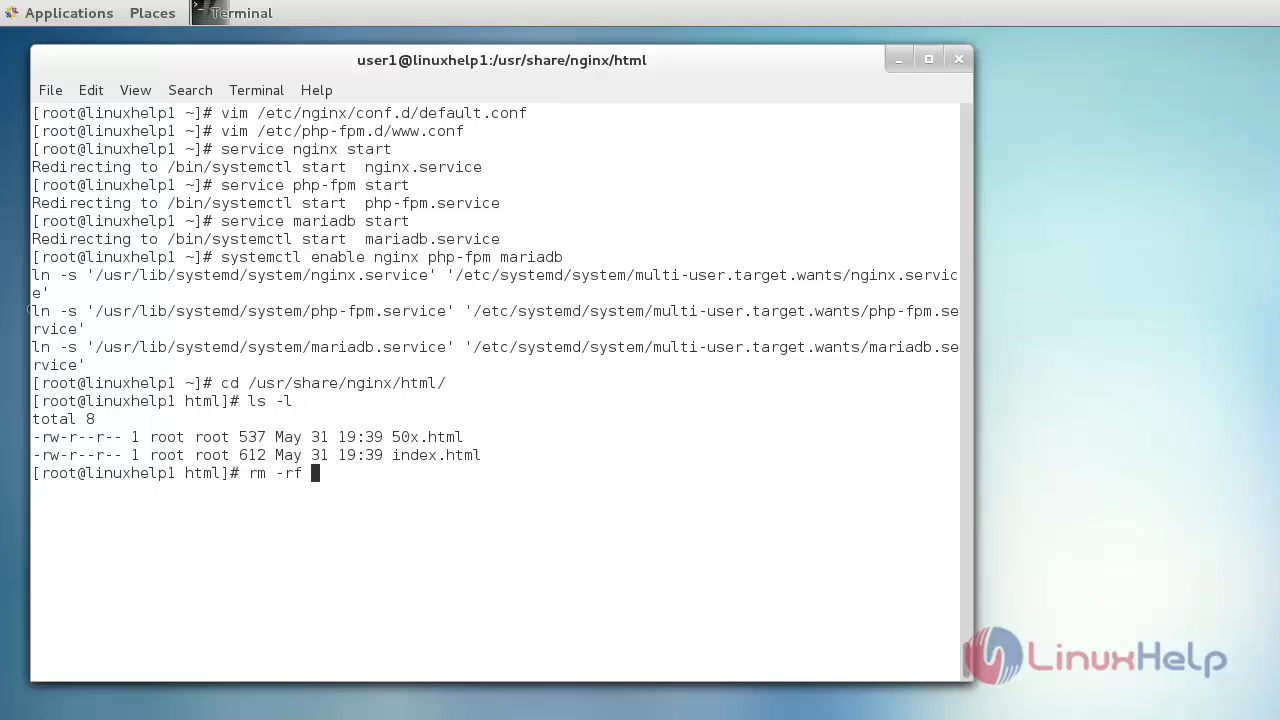 Applications Places Terminal
user1@linuxhelp1:/usr/share/nginx/html
File Edit View Search Terminal Help
[root@linuxhelp1 ~]# vim /etc/nginx/conf.d/default.conf
[root@linuxhelp1 ~]# vim /etc/php-fpm.d/www.conf
[root@linuxhelp1 ~]# service nginx start
Redirecting to /bin/systemctl start  nginx.service
[root@linuxhelp1 ~]# service php-fpm start
Redirecting to /bin/systemctl start  php-fpm.service
[root@linuxhelp1 ~]# service mariadb start
Redirecting to /bin/systemctl start  mariadb.service
[root@linuxhelp1 ~]# systemctl enable nginx php-fpm mariadb
ln -s '/usr/lib/systemd/system/nginx.service' '/etc/systemd/system/multi-user.target.wants/nginx.servic
e'
ln -s '/usr/lib/systemd/system/php-fpm.service' '/etc/systemd/system/multi-user.target.wants/php-fpm.se
rvice'
ln -s '/usr/lib/systemd/system/mariadb.service' '/etc/systemd/system/multi-user.target.wants/mariadb.se
rvice'
[root@linuxhelp1 ~]# cd /usr/share/nginx/html/
[root@linuxhelp1 html]# ls -l
total 8
-rw-r--r-- 1 root root 537 May 31 19:39 50x.html
-rw-r--r-- 1 root root 612 May 31 19:39 index.html
[root@linuxhelp1 html]# rm -rf
LinuxHelp